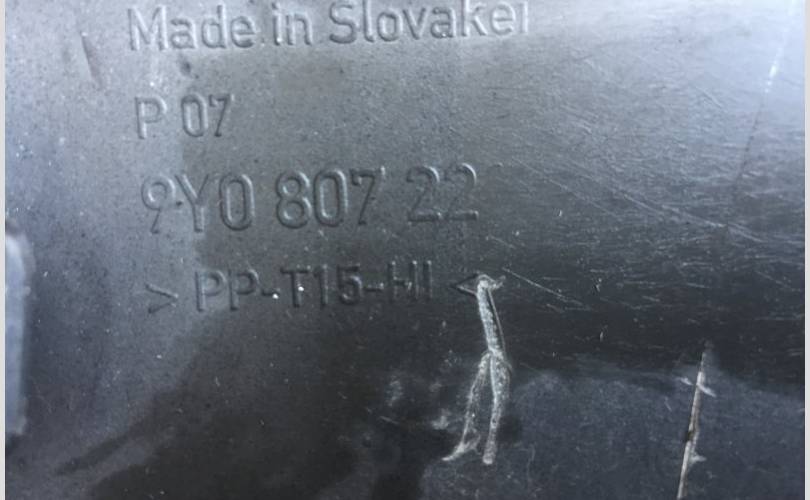 Made in Slovakei
P 07
9Y0 807 22
> PP-T15-HI <